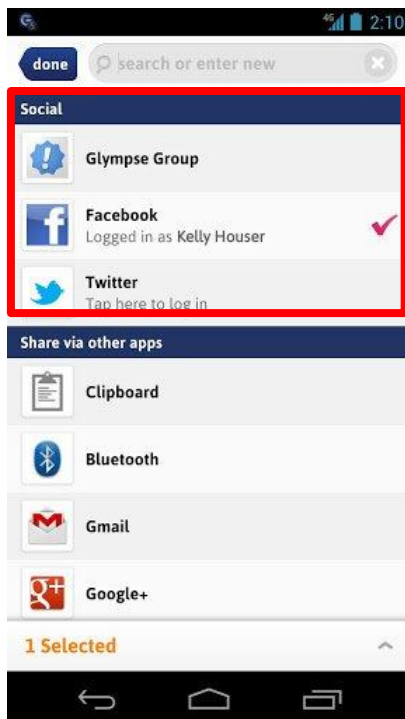 4G 2:10
done search or enter new
Social
Glympse Group
Facebook
Logged in as Kelly Houser
Twitter
Tap here to log in
Share via other apps
Clipboard
Bluetooth
Gmail
Google+
1 Selected